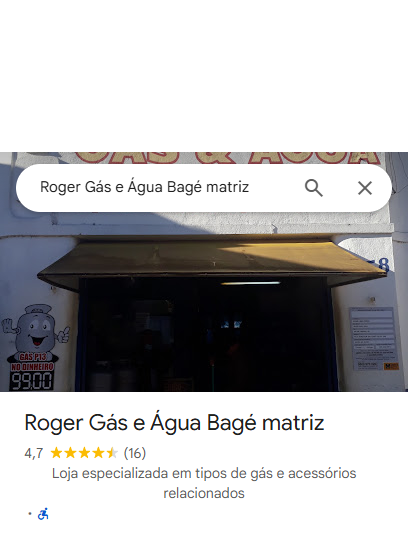 GÁS & ÁGUA
Roger Gás e Água Bagé matriz
8
GÁS P13
NO DINHEIRO
99,00
Roger Gás e Água Bagé matriz
4,7 (16)
Loja especializada em tipos de gás e acessórios
relacionados
·